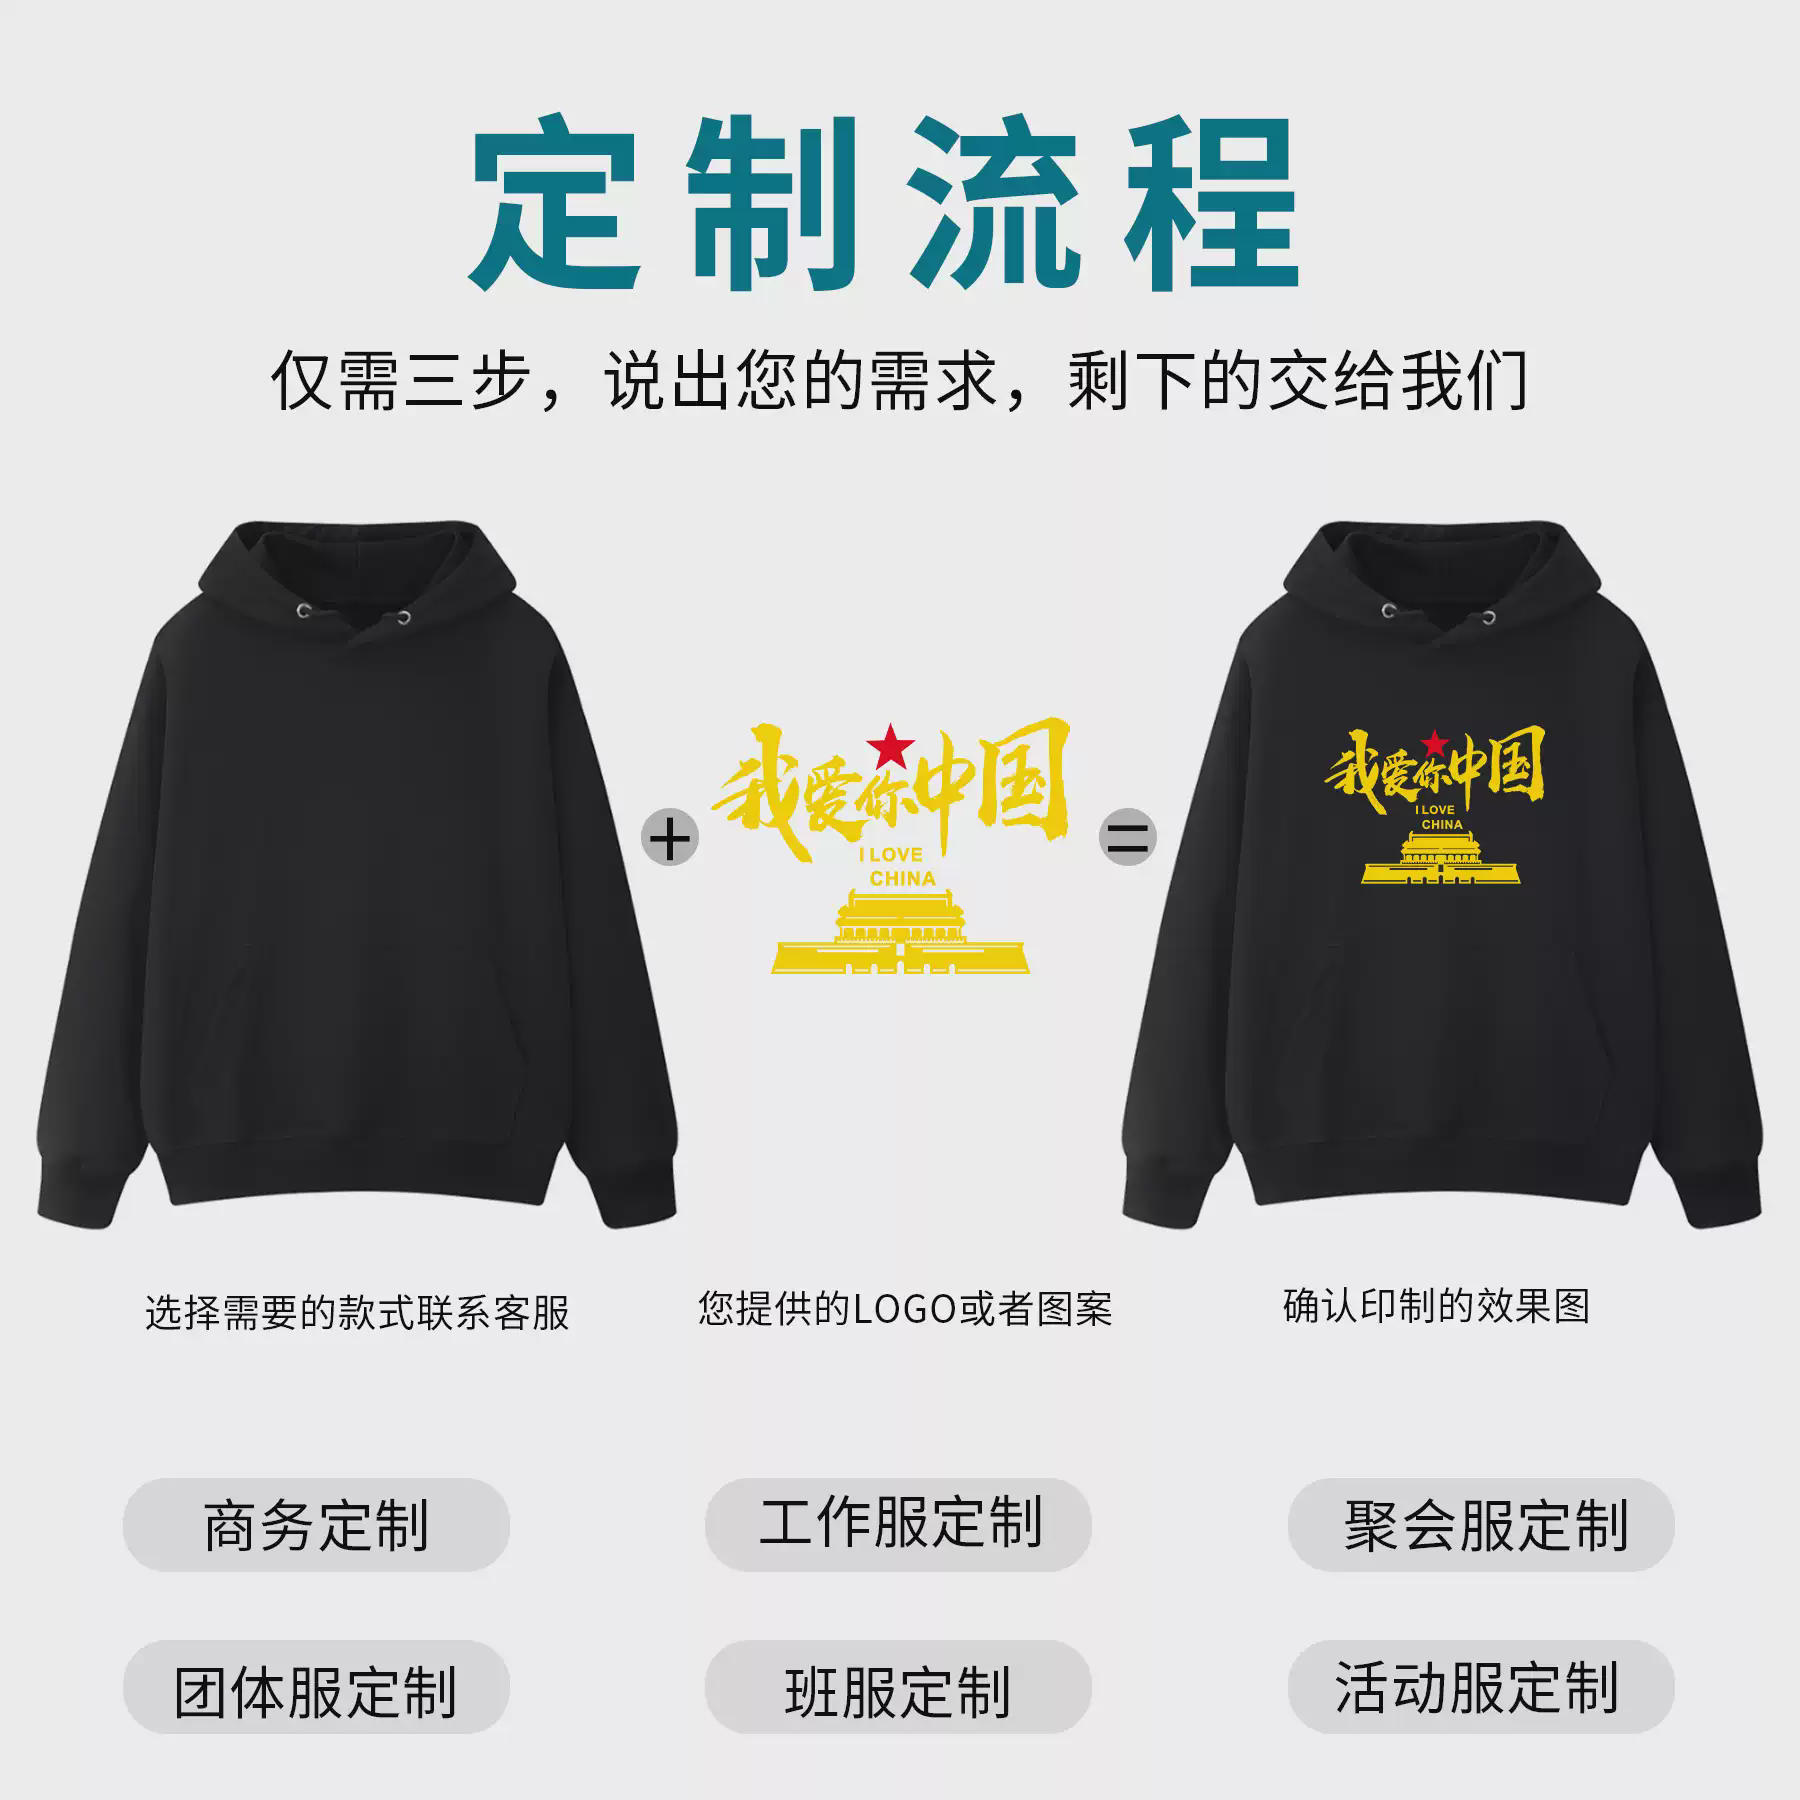 定制流程
仅需三步，说出您的需求，剩下的交给我们
我爱你中国
I LOVE
CHINA
我爱你中国
I LOVE
CHINA
选择需要的款式联系客服
您提供的LOGO或者图案
确认印制的效果图
商务定制
工作服定制
聚会服定制
团体服定制
班服定制
活动服定制